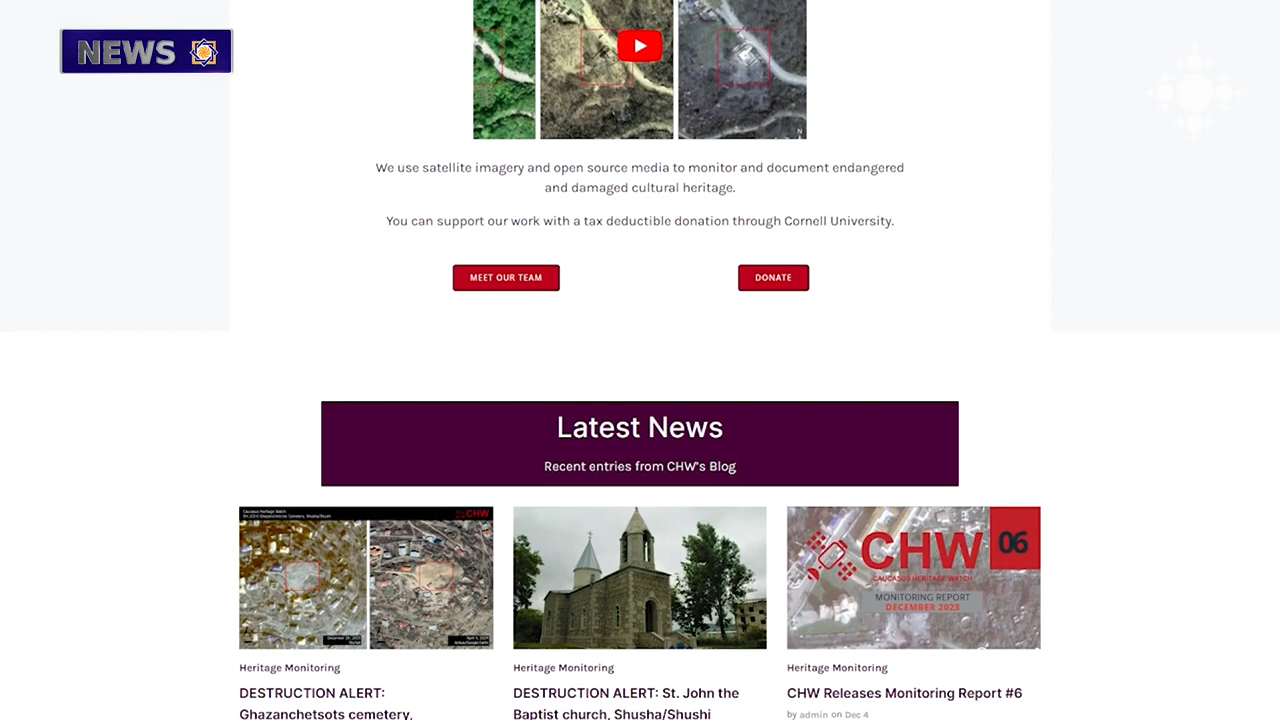 NEWS
N
We use satellite imagery and open source media to monitor and document endangered
and damaged cultural heritage.
You can support our work with a tax deductible donation through Cornell University.
MEET OUR TEAM
DONATE
Latest News
Recent entries from CHW's Blog
Caucasus Heritage Watch
CHW
CHW
06
CAUCASUS HERITAGE WATCH
MONITORING REPORT
DECEMBER 2023
Heritage Monitoring
DESTRUCTION ALERT:
Ghazanchetsots cemetery,
Heritage Monitoring
DESTRUCTION ALERT: St. John the
Baptist church, Shusha/Shushi
Heritage Monitoring
CHW Releases Monitoring Report #6
by admin on Dec 4